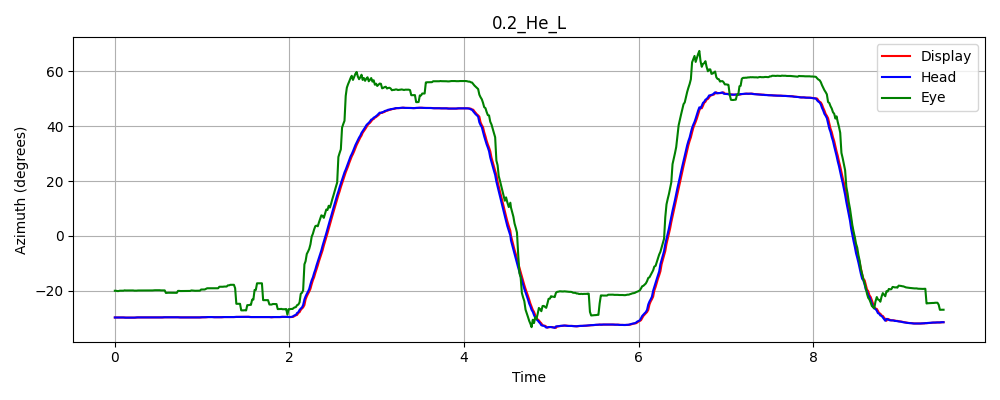 0.2_He_L
Display
Head
Eye
Azimuth (degrees)
60
40
20
0
−20
0 2 4 6 8
Time